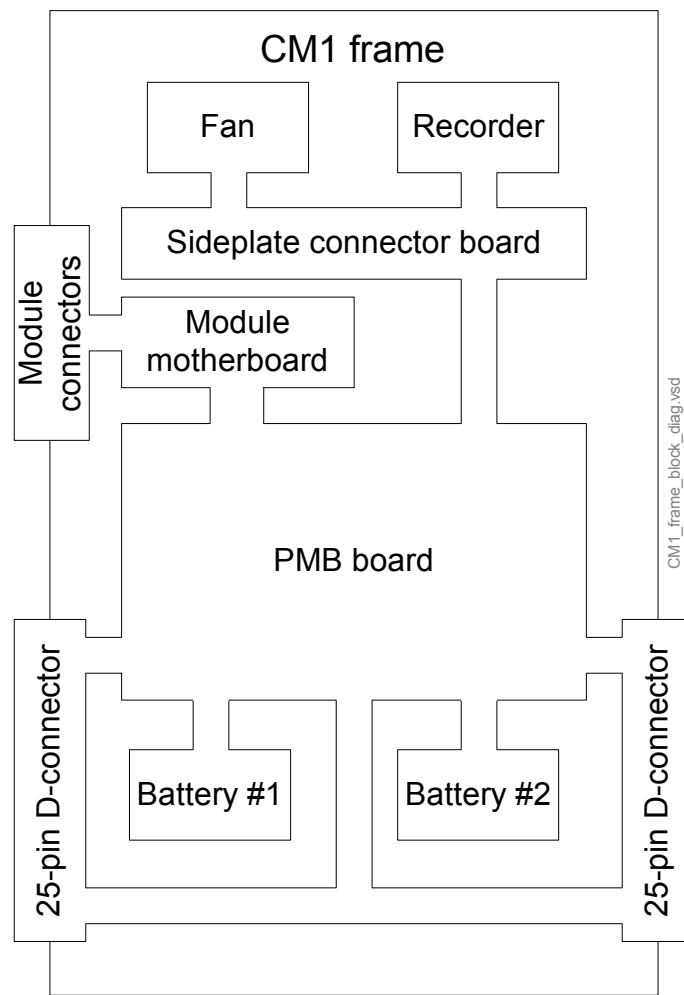 CM1 frame
Fan
Recorder
Sideplate connector board
Module
connectors
Module
motherboard
CM1_frame_block_diag.vsd
PMB board
25-pin D-connector
25-pin D-connector
Battery #1
Battery #2